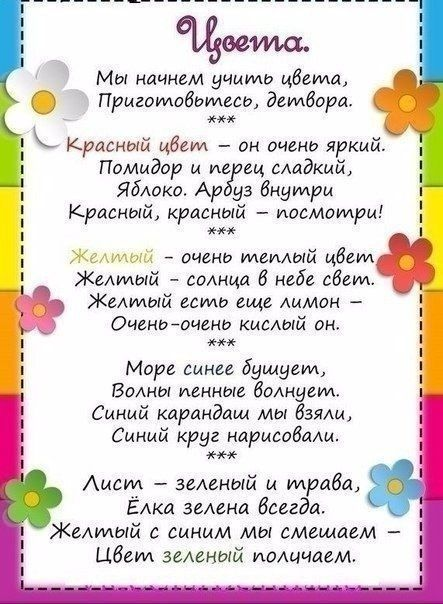 Цвета.
Мы начнем учить цвета,
Приготовьтесь, детвора.
***
Красный цвет – он очень яркий.
Помидор и перец сладкий,
Яблоко. Арбуз внутри
Красный, красный – посмотри!
***
Желтый - очень теплый цвет
Желтый - солнца в небе свет.
Желтый есть еще лимон –
Очень-очень кислый он.
***
Море синее бушует,
Волны пенные волнует.
Синий карандаш мы взяли,
Синий круг нарисовали.
***
Лист – зеленый и трава,
Ёлка зелена всегда.
Желтый с синим мы смешаем –
Цвет зеленый получаем.